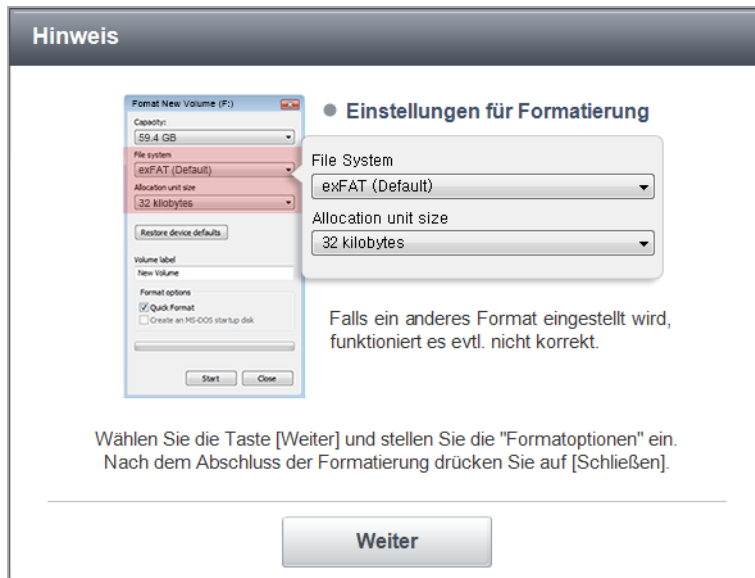 Hinweis
Fomat New Volume (F:)
Capadty:
59.4 GB
File system
exFAT (Default)
Allocation unit size
32 kilobytes
Restore device defaults
Volume label
New Volume
Format options
Quick Format
Create an MS-DOS startup disk
Start Close
Einstellungen für Formatierung
File System
exFAT (Default)
Allocation unit size
32 kilobytes
Falls ein anderes Format eingestellt wird,
funktioniert es evtl. nicht korrekt.
Wählen Sie die Taste [Weiter] und stellen Sie die "Formatoptionen" ein.
Nach dem Abschluss der Formatierung drücken Sie auf [Schließen].
Weiter